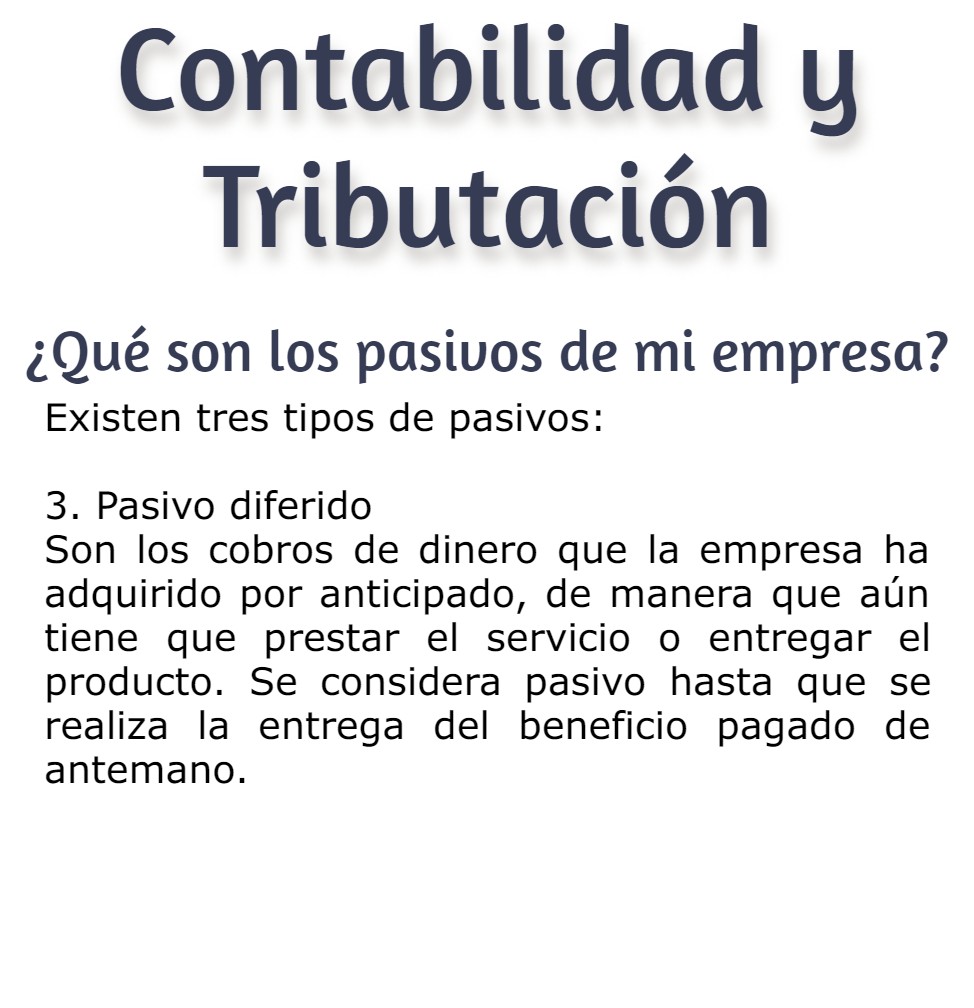 Contabilidad y
Tributación
¿Qué son los pasivos de mi empresa?
Existen tres tipos de pasivos:
3. Pasivo diferido
Son los cobros de dinero que la empresa ha
adquirido por anticipado, de manera que aún
tiene que prestar el servicio o entregar el
producto. Se considera pasivo hasta que se
realiza la entrega del beneficio pagado de
antemano.